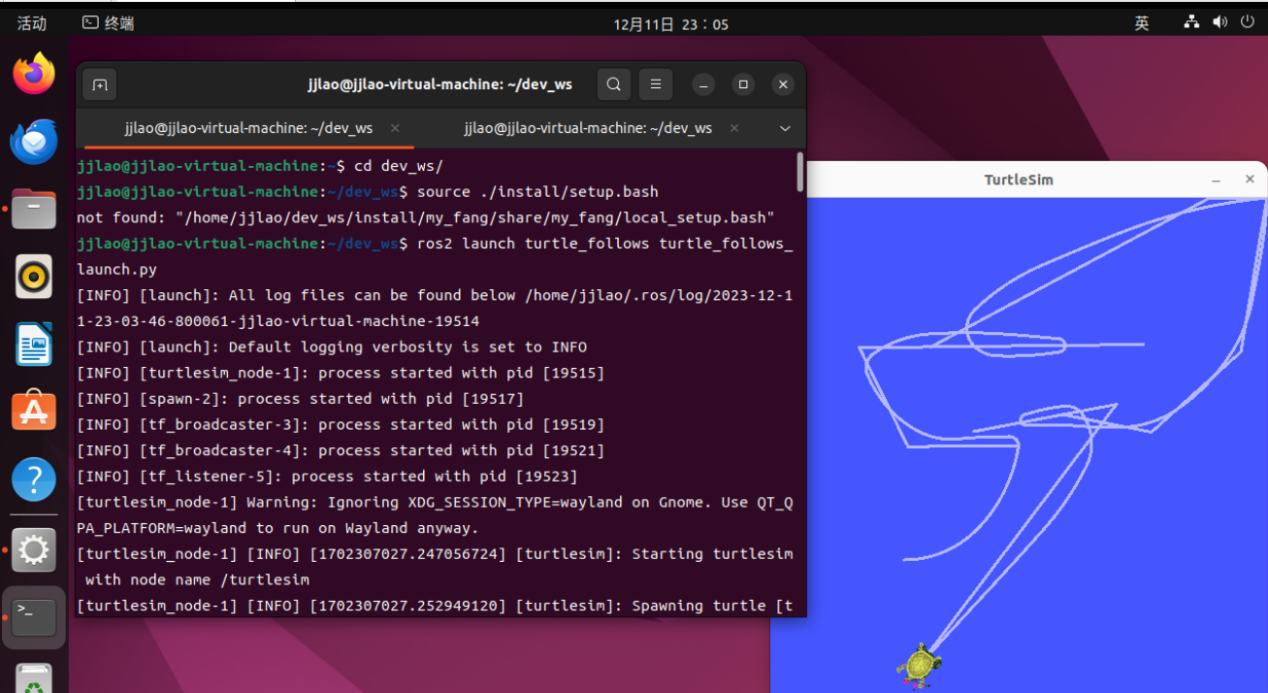 活动
终端
12月11日 23：05
英
jjlao@jjlao-virtual-machine: ~/dev_ws
jjlao@jjlao-virtual-machine: ~/dev_ws
jjlao@jjlao-virtual-machine: ~/dev_ws
jjlao@jjlao-virtual-machine:~$ cd dev_ws/
jjlao@jjlao-virtual-machine:~/dev_ws$ source ./install/setup.bash
not found: "/home/jjlao/dev_ws/install/my_fang/share/my_fang/local_setup.bash"
jjlao@jjlao-virtual-machine:~/dev_ws$ ros2 launch turtle_follows turtle_follows_
launch.py
[INFO] [launch]: All log files can be found below /home/jjlao/.ros/log/2023-12-1
1-23-03-46-800061-jjlao-virtual-machine-19514
[INFO] [launch]: Default logging verbosity is set to INFO
[INFO] [turtlesim_node-1]: process started with pid [19515]
[INFO] [spawn-2]: process started with pid [19517]
[INFO] [tf_broadcaster-3]: process started with pid [19519]
[INFO] [tf_broadcaster-4]: process started with pid [19521]
[INFO] [tf_listener-5]: process started with pid [19523]
[turtlesim_node-1] Warning: Ignoring XDG_SESSION_TYPE=wayland on Gnome. Use QT_Q
PA_PLATFORM=wayland to run on Wayland anyway.
[turtlesim_node-1] [INFO] [1702307027.247056724] [turtlesim]: Starting turtlesim
 with node name /turtlesim
[turtlesim_node-1] [INFO] [1702307027.252949120] [turtlesim]: Spawning turtle [t
TurtleSim